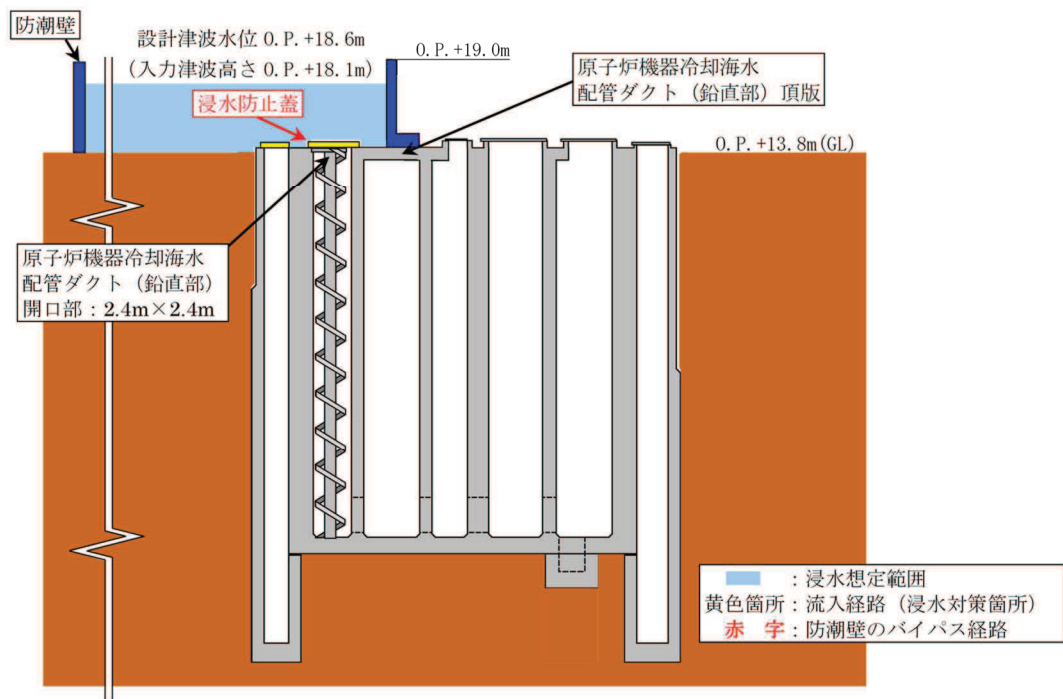 防潮壁
設計津波水位 O.P.+18.6m
(入力津波高さ O.P.+18.1m)
O.P.+19.0m
浸水防止蓋
原子炉機器冷却海水
配管ダクト（鉛直部）頂版
O.P.+13.8m(GL)
原子炉機器冷却海水
配管ダクト（鉛直部）
開口部：2.4m×2.4m
：浸水想定範囲
黄色箇所：流入経路（浸水対策箇所）
赤 字：防潮壁のバイパス経路